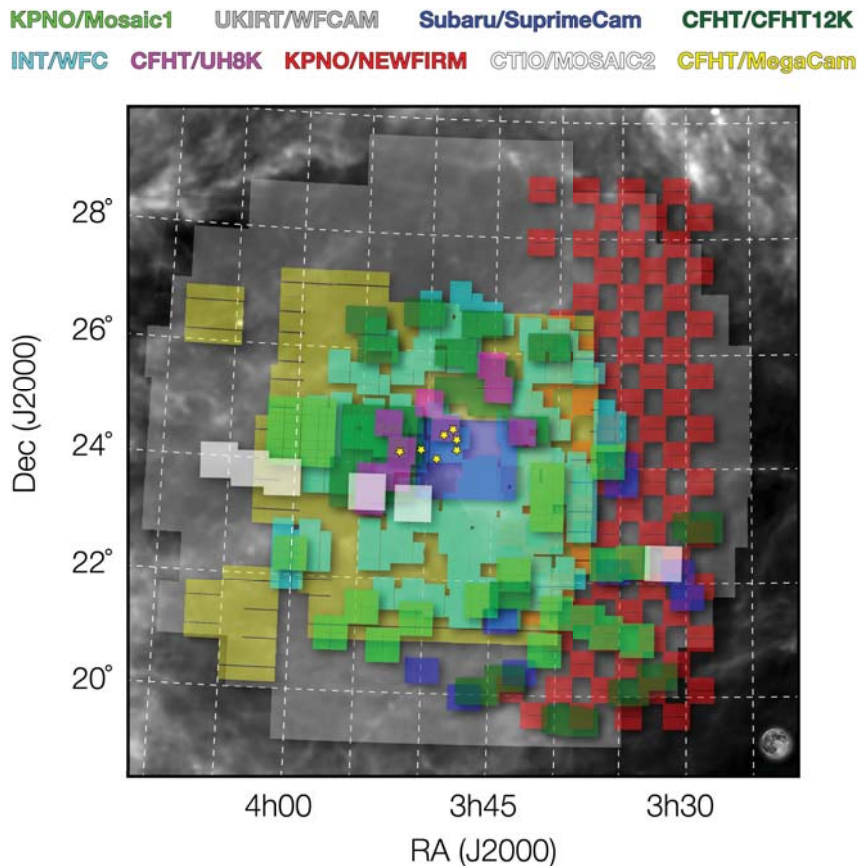 KPNO/Mosaic1 UKIRT/WFCAM Subaru/SuprimeCam CFHT/CFHT12K
INT/WFC CFHT/UH8K KPNO/NEWFIRM CTIO/MOSAIC2 CFHT/MegaCam
28°
26°
24°
22°
20°
Dec (J2000)
4h00 3h45 3h30
RA (J2000)